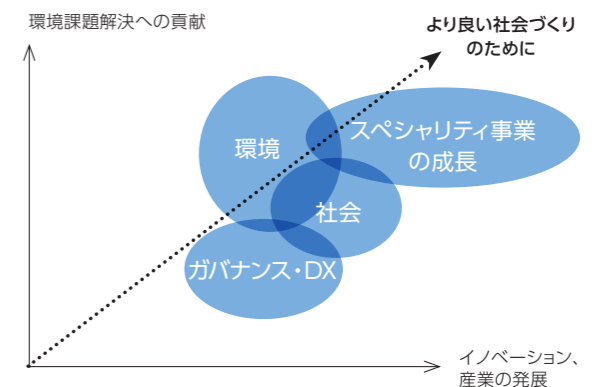 環境課題解決への貢献
より良い社会づくり
のために
環境
スペシャリティ事業
の成長
社会
ガバナンス・DX
イノベーション、
産業の発展